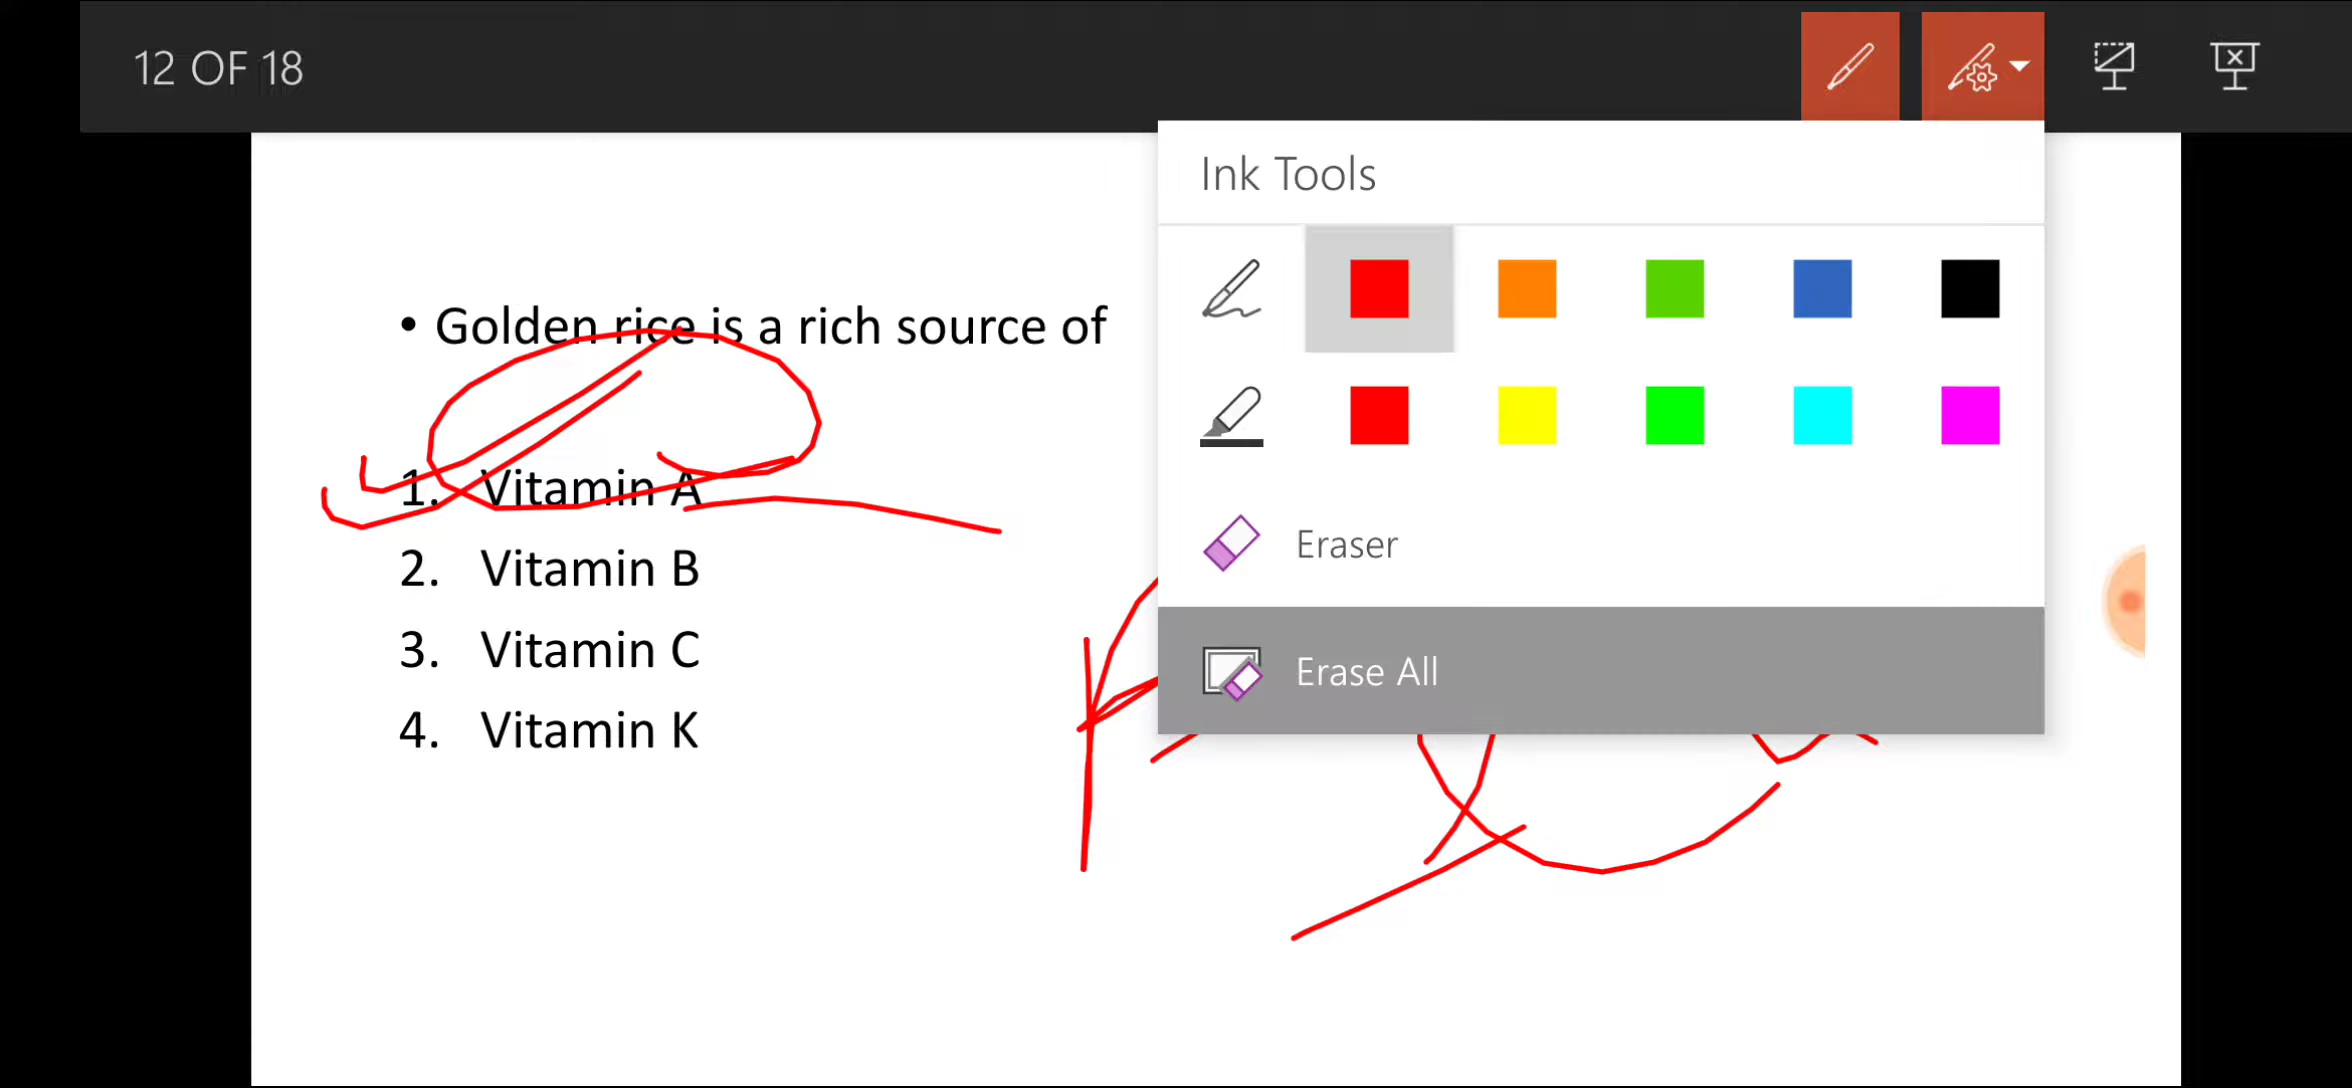 12 OF 18
Ink Tools
• Golden rice is a rich source of
1. Vitamin A
2. Vitamin B
3. Vitamin C
4. Vitamin K
Eraser
Erase All